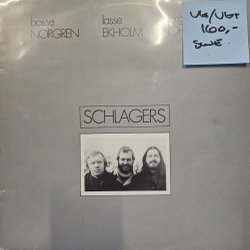 bosse
NORGREN
lasse
EKHOLM
SCHLAGERS
VG/VG+
100,-